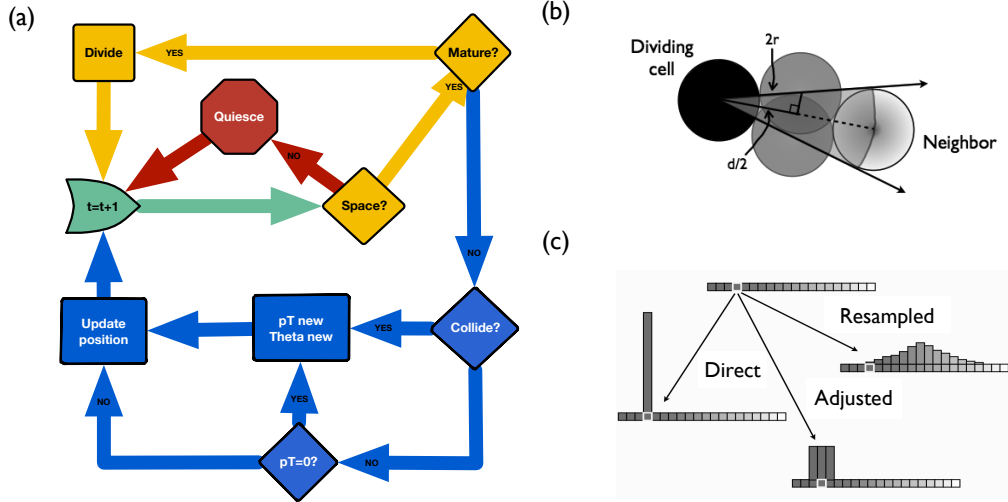 (a)
Divide
YES
Mature?
YES
Quiesce
NO
t=t+1
Space?
NO
Update
position
pT new
Theta new
YES
Collide?
NO
YES
pT=0?
NO
(b)
Dividing
cell
2r
d/2
Neighbor
(c)
Resampled
Direct
Adjusted